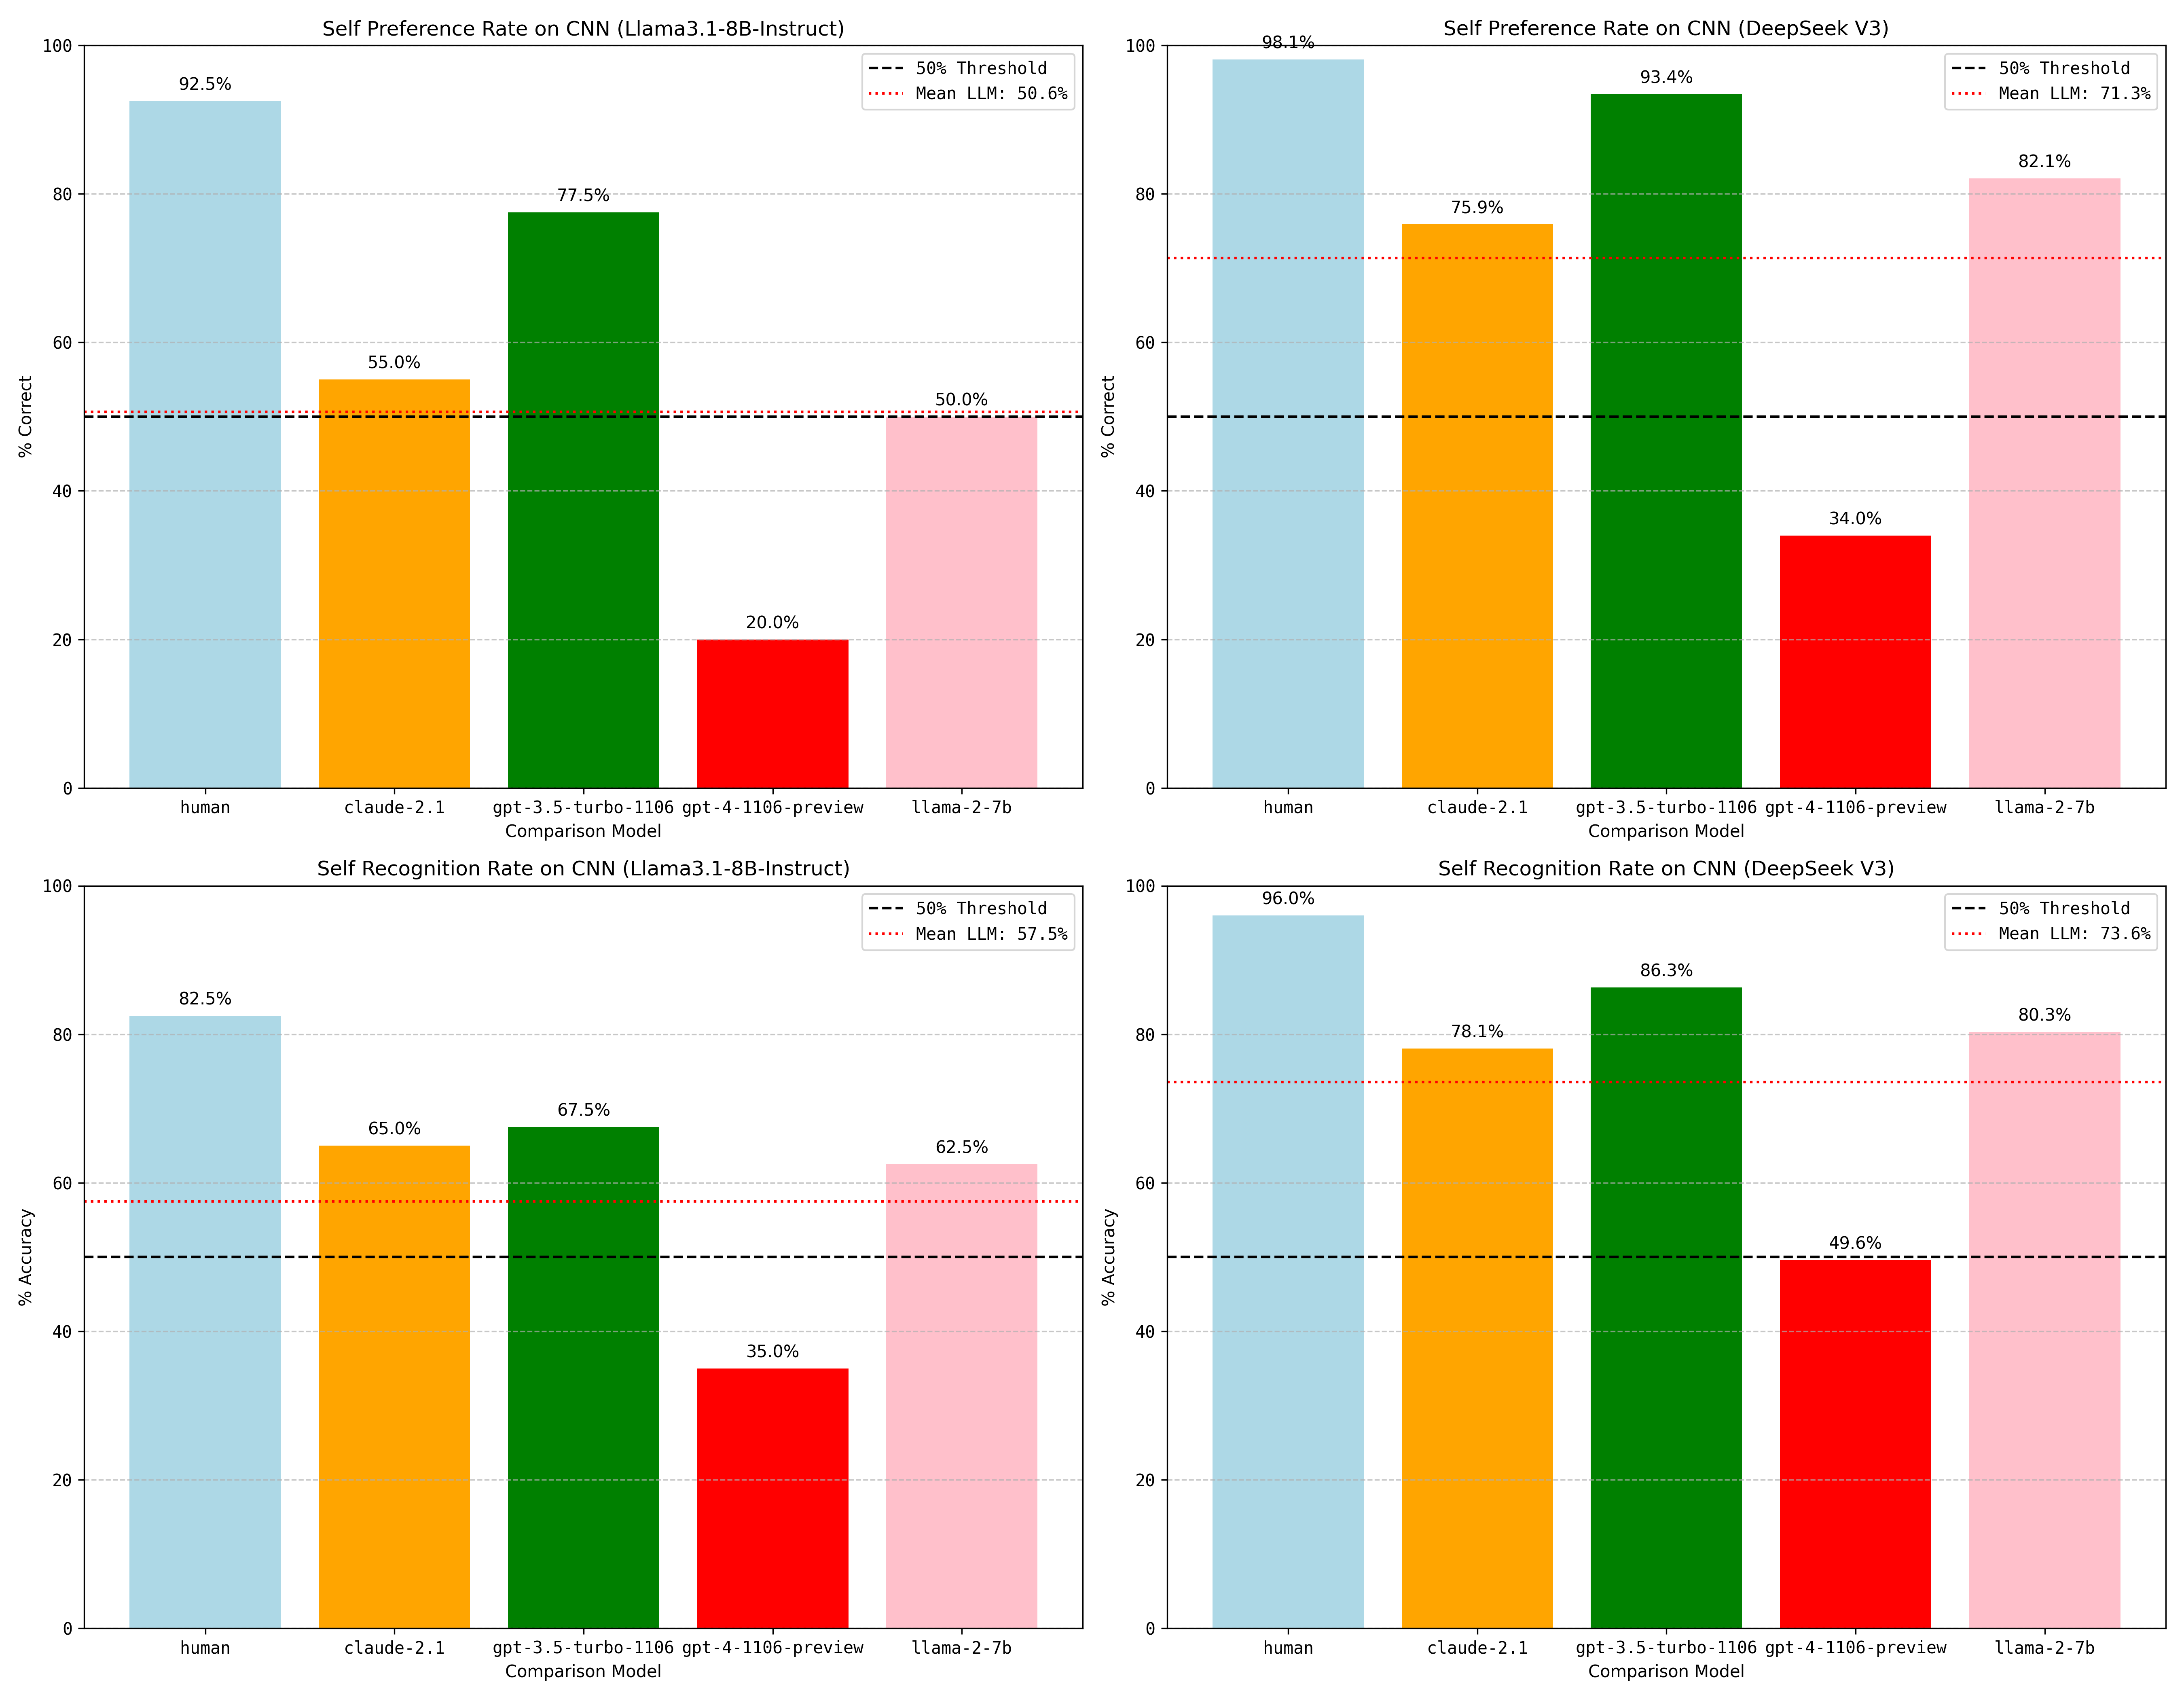 Self Preference Rate on CNN (Llama3.1-8B-Instruct)
100
80
60
40
20
0
% Correct
92.5%
55.0%
77.5%
20.0%
50.0%
50% Threshold
Mean LLM: 50.6%
human
claude-2.1
gpt-3.5-turbo-1106
gpt-4-1106-preview
llama-2-7b
Comparison Model
Self Preference Rate on CNN (DeepSeek V3)
100
80
60
40
20
0
% Correct
98.1%
75.9%
93.4%
34.0%
82.1%
50% Threshold
Mean LLM: 71.3%
human
claude-2.1
gpt-3.5-turbo-1106
gpt-4-1106-preview
llama-2-7b
Comparison Model
Self Recognition Rate on CNN (Llama3.1-8B-Instruct)
100
80
60
40
20
0
% Accuracy
82.5%
65.0%
67.5%
35.0%
62.5%
50% Threshold
Mean LLM: 57.5%
human
claude-2.1
gpt-3.5-turbo-1106
gpt-4-1106-preview
llama-2-7b
Comparison Model
Self Recognition Rate on CNN (DeepSeek V3)
100
80
60
40
20
0
% Accuracy
96.0%
78.1%
86.3%
49.6%
80.3%
50% Threshold
Mean LLM: 73.6%
human
claude-2.1
gpt-3.5-turbo-1106
gpt-4-1106-preview
llama-2-7b
Comparison Model